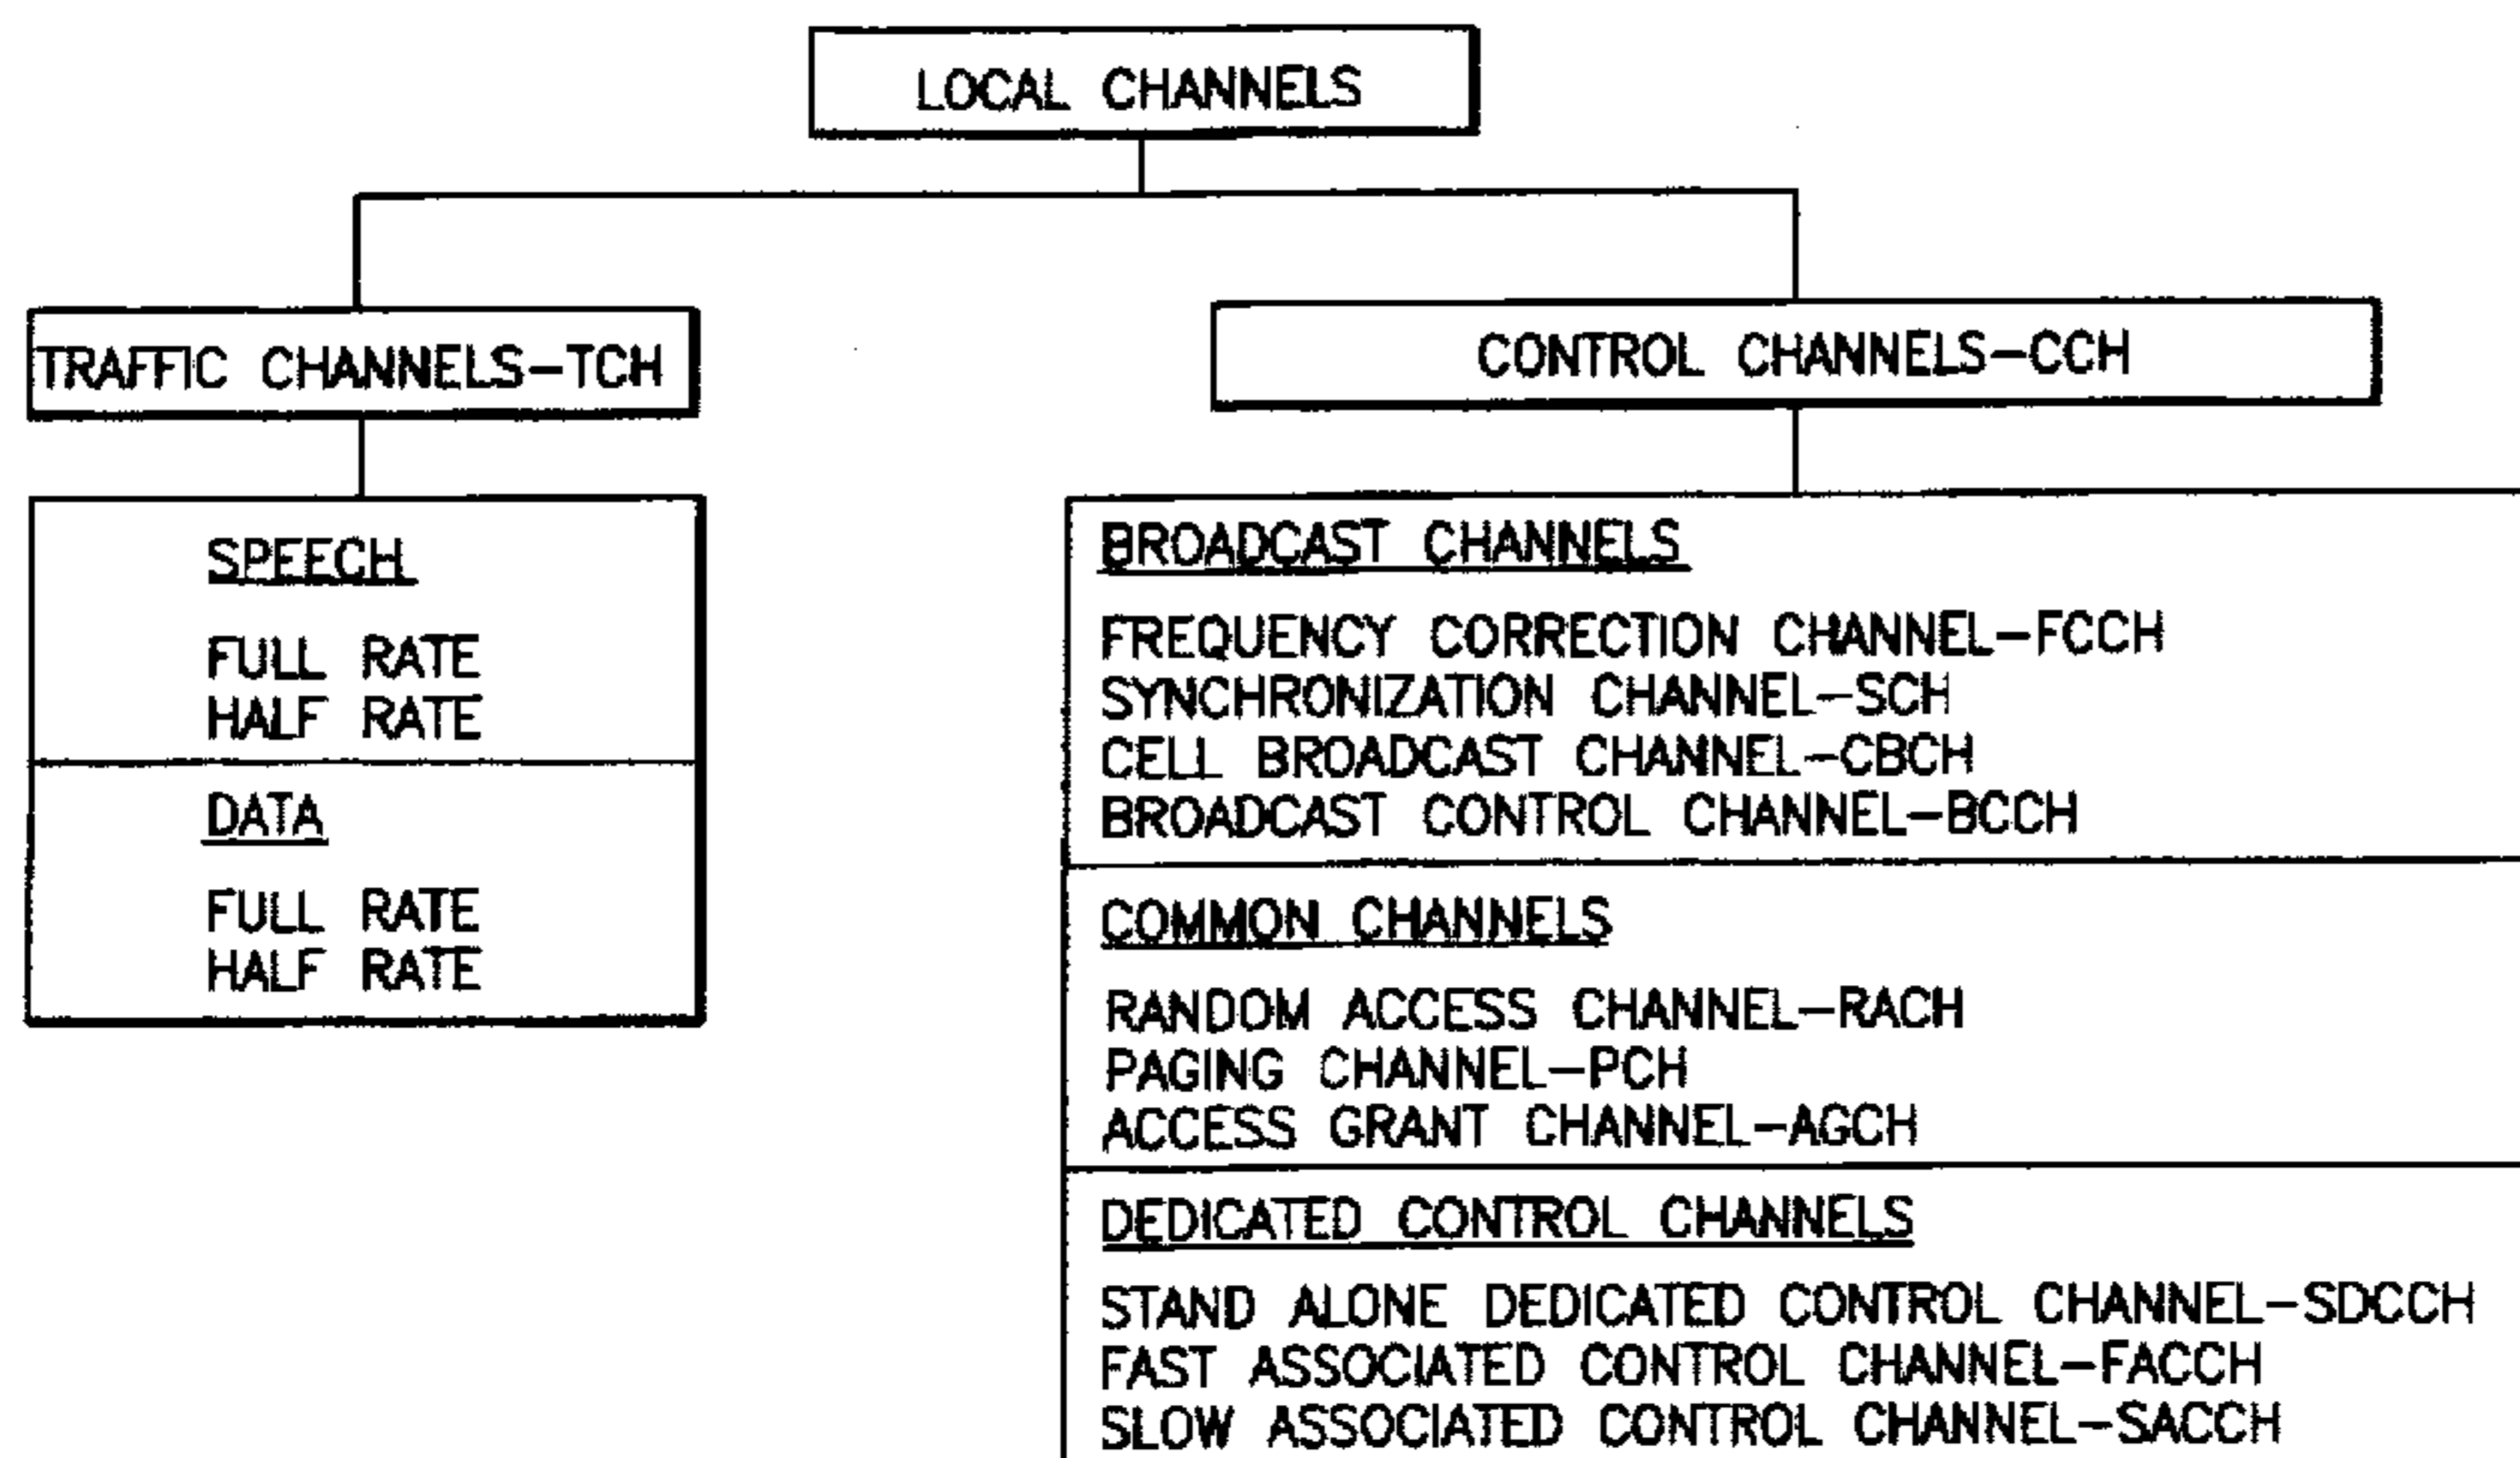 LOCAL CHANNELS
TRAFFIC CHANNELS-TCH
SPEECH
FULL RATE
HALF RATE
DATA
FULL RATE
HALF RATE
CONTROL CHANNELS-CCH
BROADCAST CHANNELS
FREQUENCY CORRECTION CHANNEL-FCCH
SYNCHRONIZATION CHANNEL-SCH
CELL BROADCAST CHANNEL-CBCH
BROADCAST CONTROL CHANNEL-BCCH
COMMON CHANNELS
RANDOM ACCESS CHANNEL-RACH
PAGING CHANNEL-PCH
ACCESS GRANT CHANNEL-AGCH
DEDICATED CONTROL CHANNELS
STAND ALONE DEDICATED CONTROL CHANNEL-SDCCH
FAST ASSOCIATED CONTROL CHANNEL-FACCH
SLOW ASSOCIATED CONTROL CHANNEL-SACCH